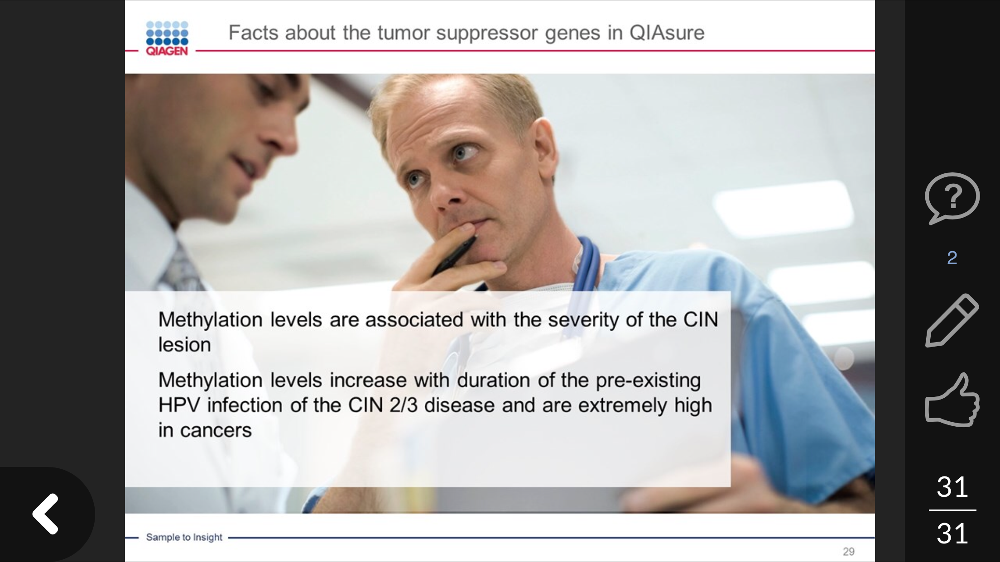 Facts about the tumor suppressor genes in QIAsure
QIAGEN
?
2
Methylation levels are associated with the severity of the CIN
lesion
Methylation levels increase with duration of the pre-existing
HPV infection of the CIN 2/3 disease and are extremely high
in cancers
31
31
Sample to Insight
29